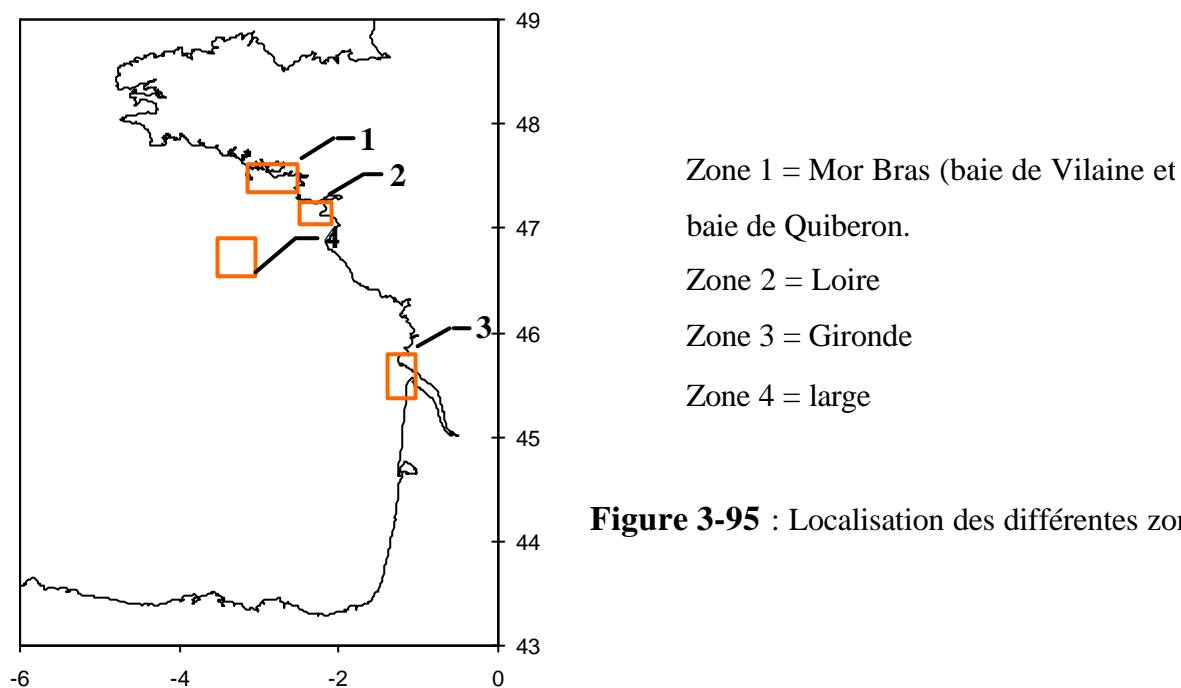 49
48
47
46
45
44
43
-6
-4
-2
0
1
2
4
3
Zone 1 = Mor Bras (baie de Vilaine et
baie de Quiberon.
Zone 2 = Loire
Zone 3 = Gironde
Zone 4 = large
Figure 3-95 : Localisation des différentes